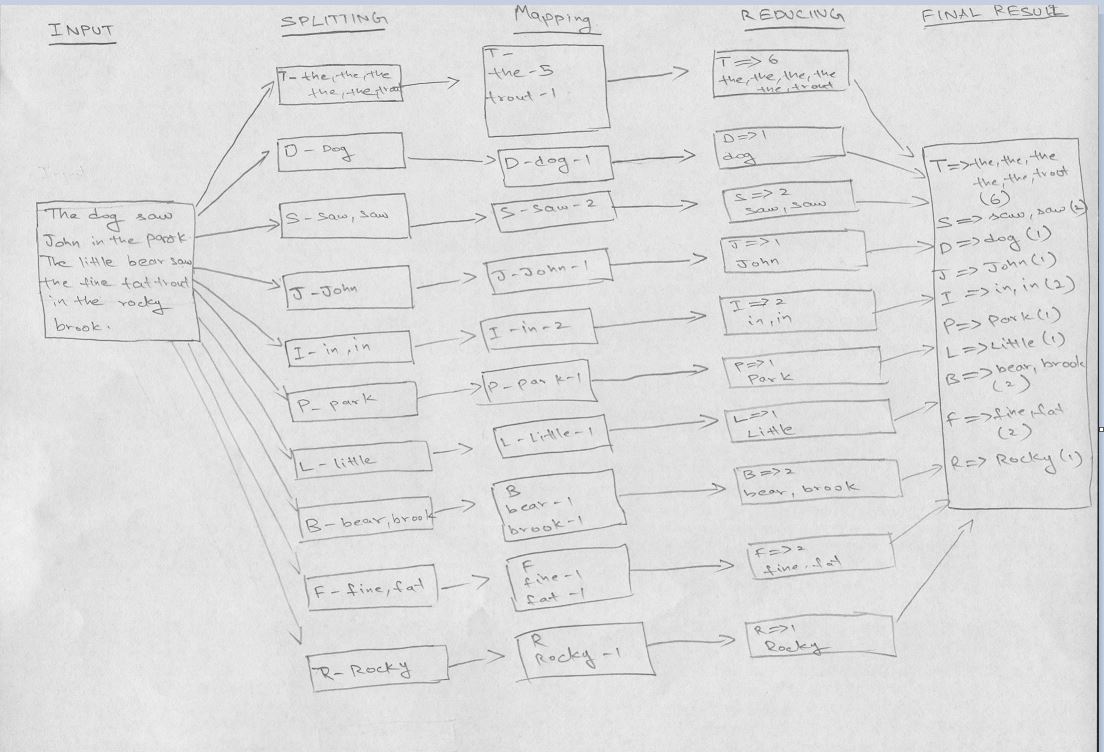 INPUT
SPLITTING
Mapping
REDUCING
FINAL RESULT
Input
The dog saw
John in the park
The little bear saw
the fine fat trout
in the rocky
brook.
T-the, the, the
the, the, trout
D-Dog
S-Saw, saw
J-John
I-in, in
P-park
L-little
B-bear, brook
F-fine, fat
R-Rocky
T-
the-5
trout-1
D-dog-1
S-Saw-2
J-John-1
I-in-2
P-park-1
L-Little-1
B
bear-1
brook-1
F
fine-1
fat-1
R
Rocky-1
T=>6
the, the, the, the
the, trout
D=>1
dog
S=>2
Saw, saw
J=>1
John
I=>2
in, in
P=>1
Park
L=>1
Little
B=>2
bear, brook
F=>2
fine, fat
R=>1
Rocky
T=>the, the, the
the, the, trout
(6)
S=>saw, saw(2)
D=>dog (1)
J=>John(1)
I=>in, in(2)
P=>Park(1)
L=>Little (1)
B=>bear, brook
(2)
F=>fine, fat
(2)
R=>Rocky (1)